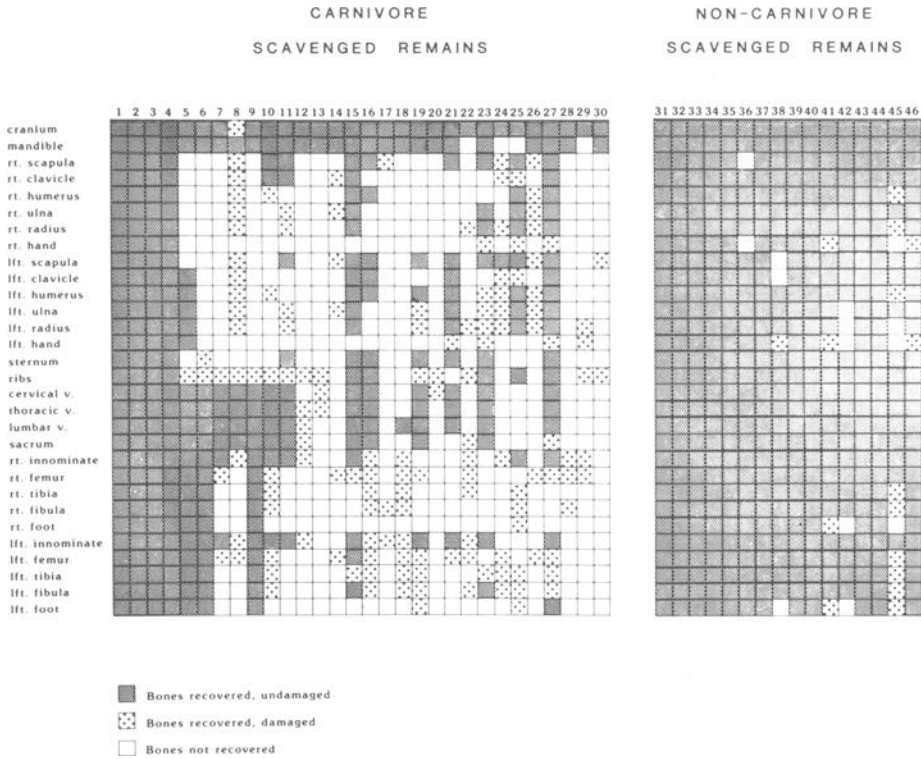 CARNIVORE
SCAVENGED REMAINS
NON-CARNIVORE
SCAVENGED REMAINS
1 2 3 4 5 6 7 8 9 10 11 12 13 14 15 16 17 18 19 20 21 22 23 24 25 26 27 28 29 30
31 32 33 34 35 36 37 38 39 40 41 42 43 44 45 46
cranium
mandible
rt. scapula
rt. clavicle
rt. humerus
rt. ulna
rt. radius
rt. hand
lft. scapula
lft. clavicle
lft. humerus
lft. ulna
lft. radius
lft. hand
sternum
ribs
cervical v.
thoracic v.
lumbar v.
sacrum
rt. innominate
rt. femur
rt. tibia
rt. fibula
rt. foot
lft. innominate
lft. femur
lft. tibia
lft. fibula
lft. foot
Bones recovered, undamaged
Bones recovered, damaged
Bones not recovered